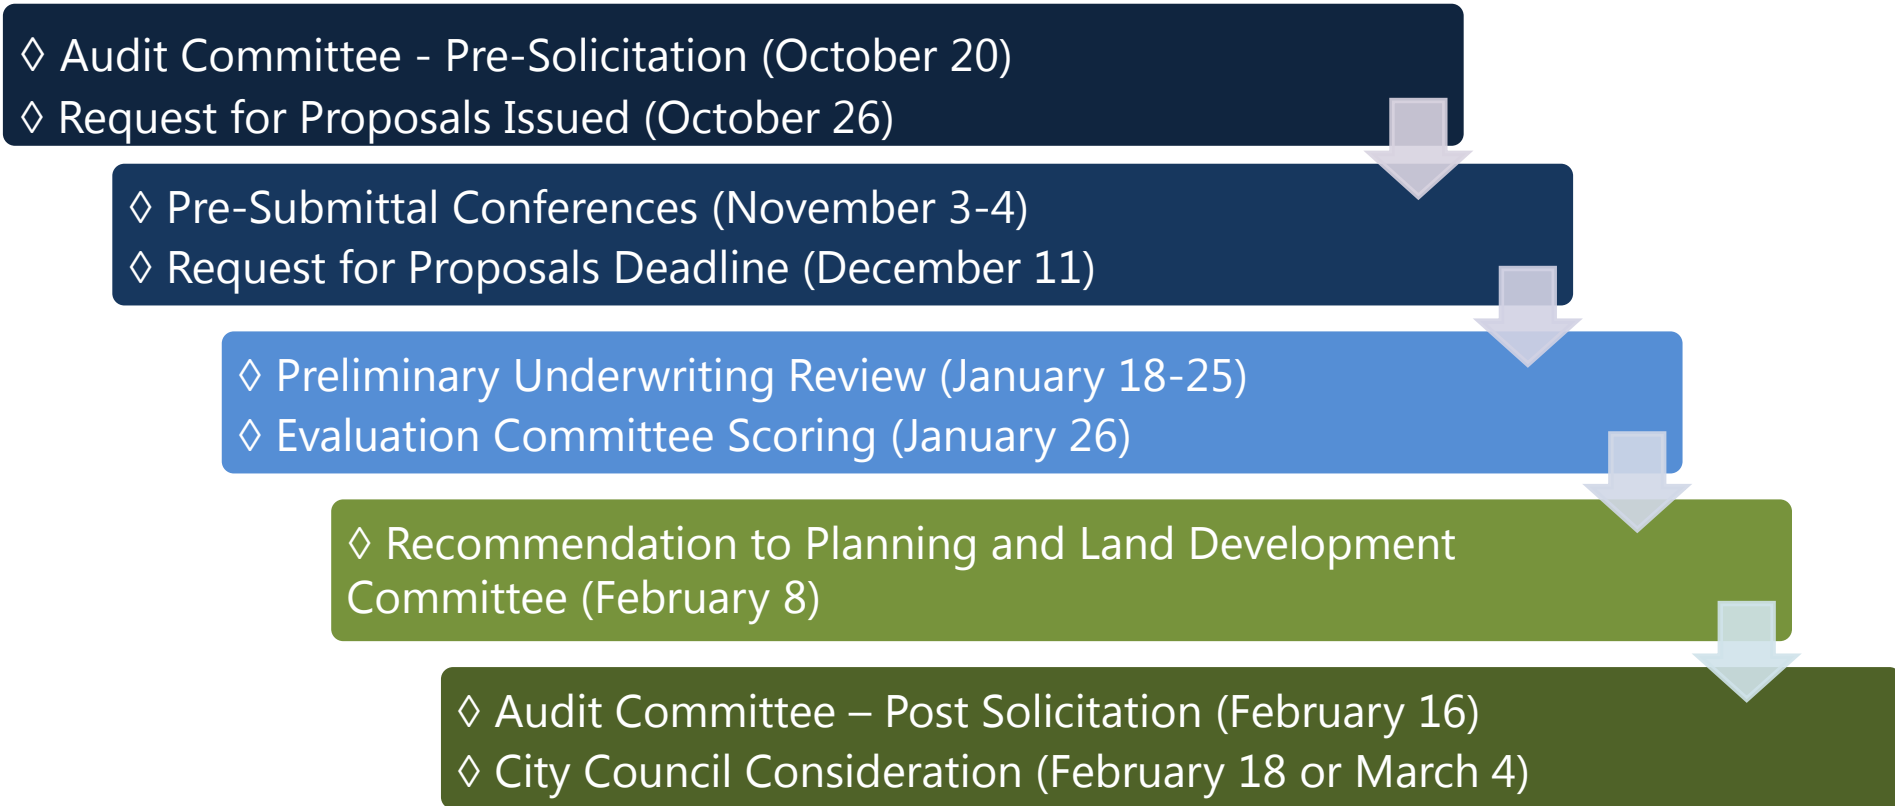 ◊ Audit Committee - Pre-Solicitation (October 20)
◊ Request for Proposals Issued (October 26)
◊ Pre-Submittal Conferences (November 3-4)
◊ Request for Proposals Deadline (December 11)
◊ Preliminary Underwriting Review (January 18-25)
◊ Evaluation Committee Scoring (January 26)
◊ Recommendation to Planning and Land Development
Committee (February 8)
◊ Audit Committee – Post Solicitation (February 16)
◊ City Council Consideration (February 18 or March 4)